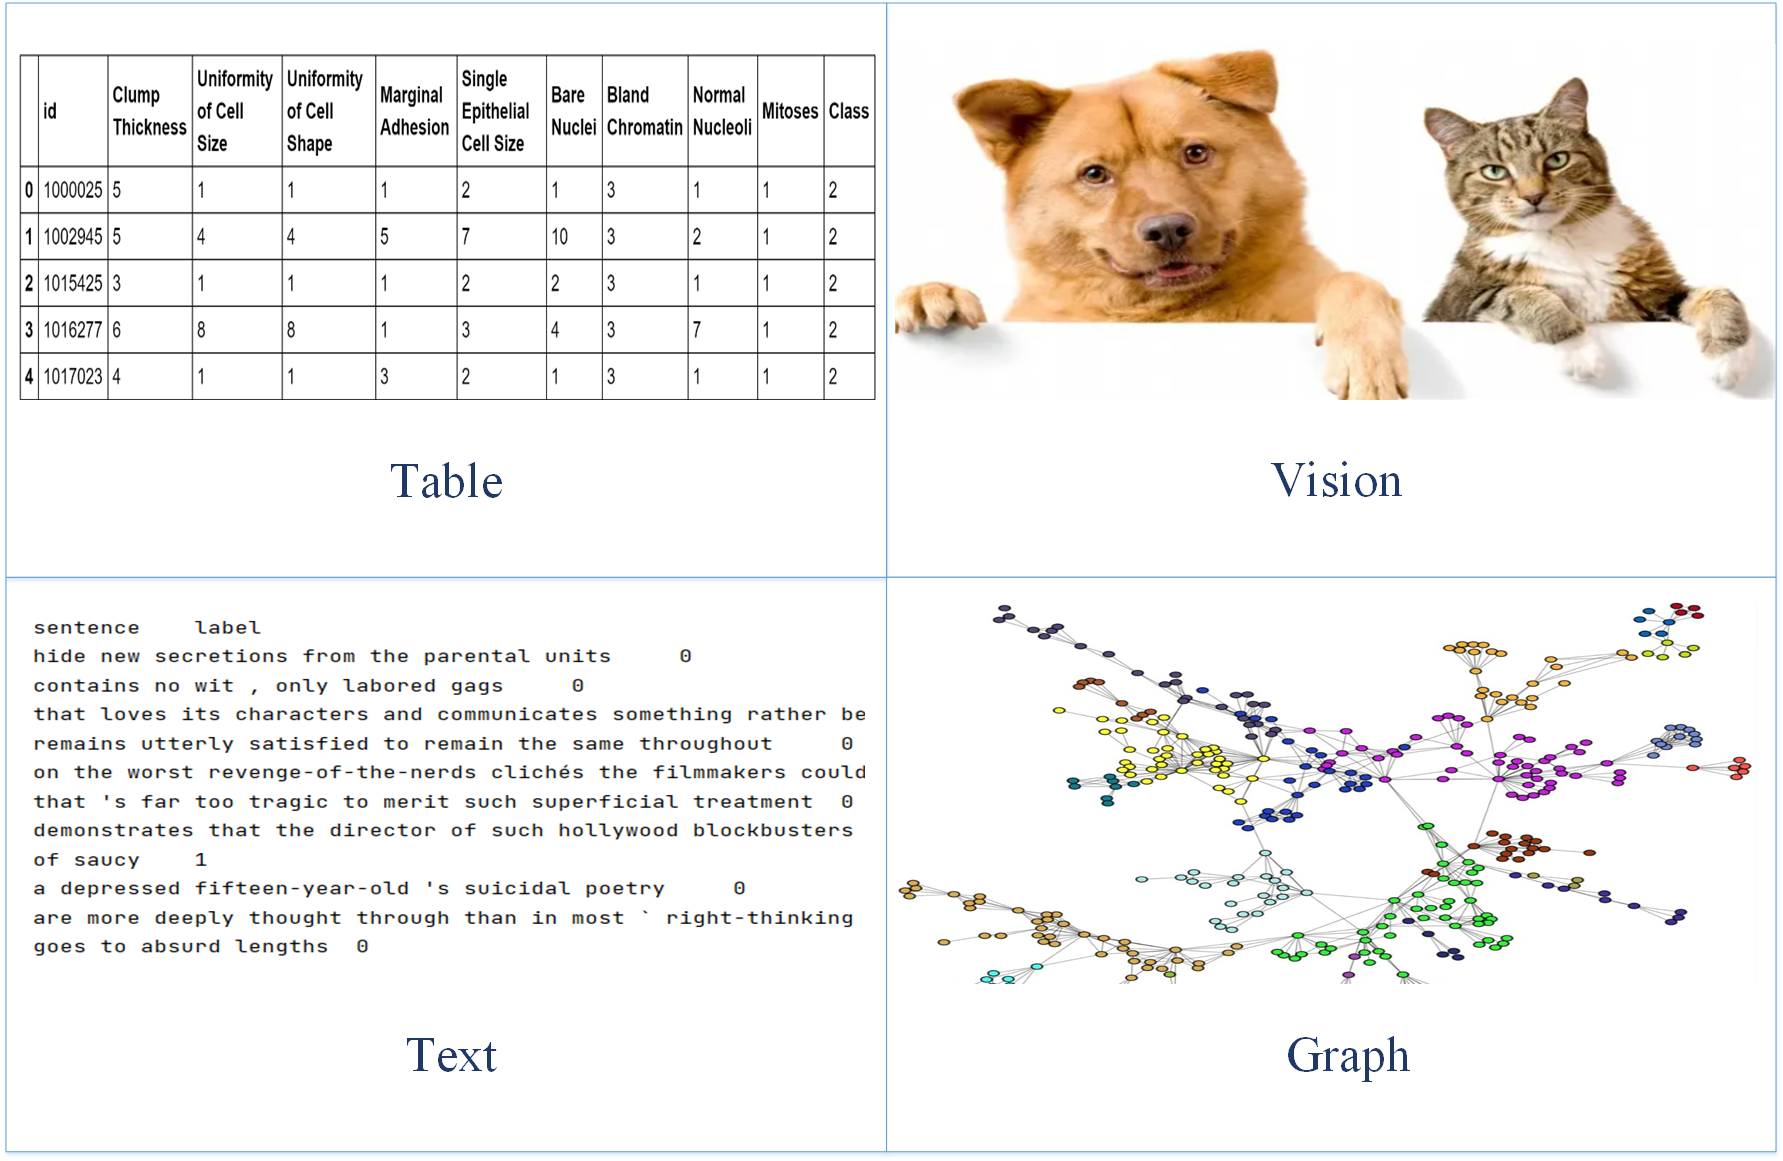 id Clump Thickness Uniformity of Cell Size Uniformity of Cell Shape Marginal Adhesion Single Epithelial Cell Size Bare Nuclei Bland Chromatin Normal Nucleoli Mitoses Class
0 1000025 5 1 1 1 2 1 3 1 1 2
1 1002945 5 4 4 5 7 10 3 2 1 2
2 1015425 3 1 1 1 2 2 3 1 1 2
3 1016277 6 8 8 1 3 4 3 7 1 2
4 1017023 4 1 1 3 2 1 3 1 1 2
Table
Vision
sentence label
hide new secretions from the parental units 0
contains no wit , only labored gags 0
that loves its characters and communicates something rather be
remains utterly satisfied to remain the same throughout 0
on the worst revenge-of-the-nerds clichés the filmmakers could
that 's far too tragic to merit such superficial treatment 0
demonstrates that the director of such hollywood blockbusters
of saucy 1
a depressed fifteen-year-old 's suicidal poetry 0
are more deeply thought through than in most ` right-thinking
goes to absurd lengths 0
Text
Graph